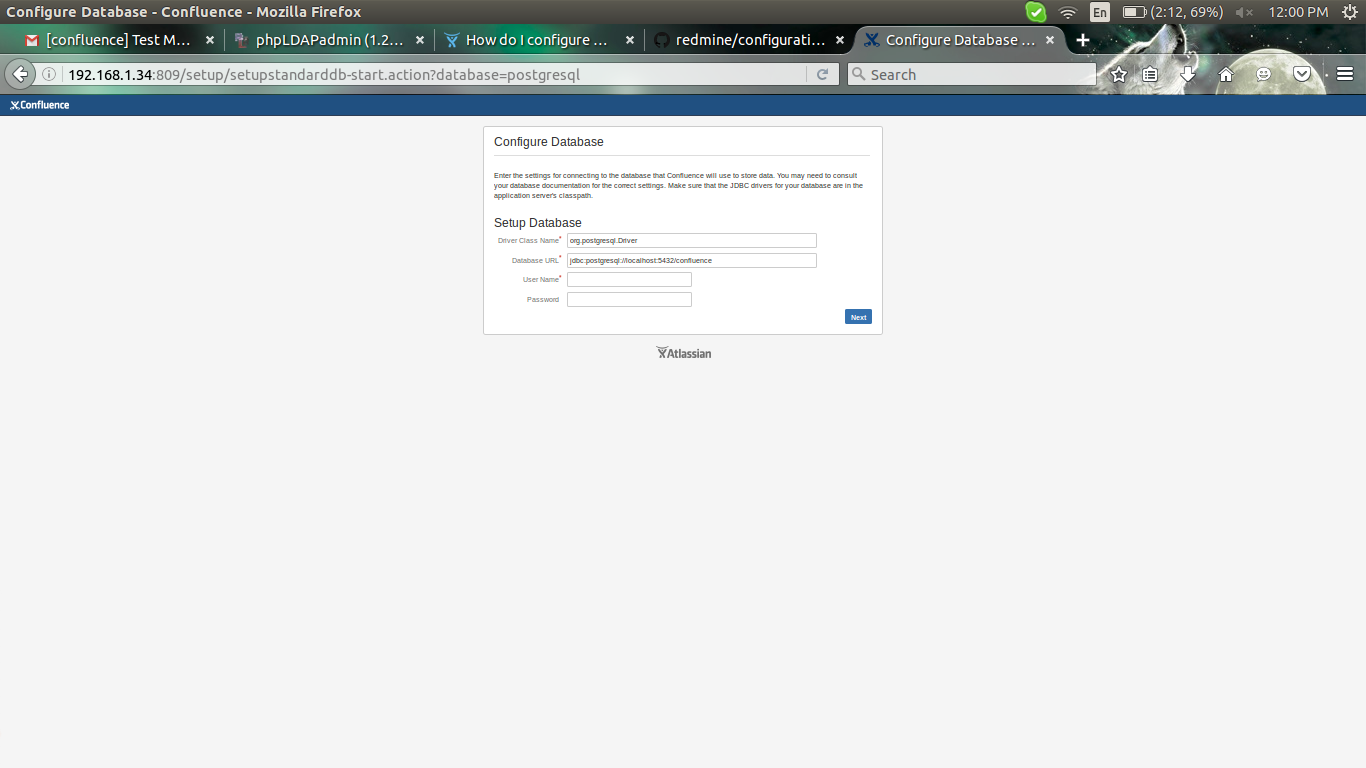 Configure Database - Confluence - Mozilla Firefox
En
(2:12, 69%)
12:00 PM
[confluence] Test M...
phpLDAPadmin (1.2...
How do I configure ...
redmine/configurati...
Configure Database ...
192.168.1.34:809/setup/setupstandarddb-start.action?database=postgresql
Search
Confluence
Configure Database
Enter the settings for connecting to the database that Confluence will use to store data. You may need to consult
your database documentation for the correct settings. Make sure that the JDBC drivers for your database are in the
application server's classpath.
Setup Database
Driver Class Name* org.postgresql.Driver
Database URL* jdbc:postgresql://localhost:5432/confluence
User Name*
Password
Next
Atlassian